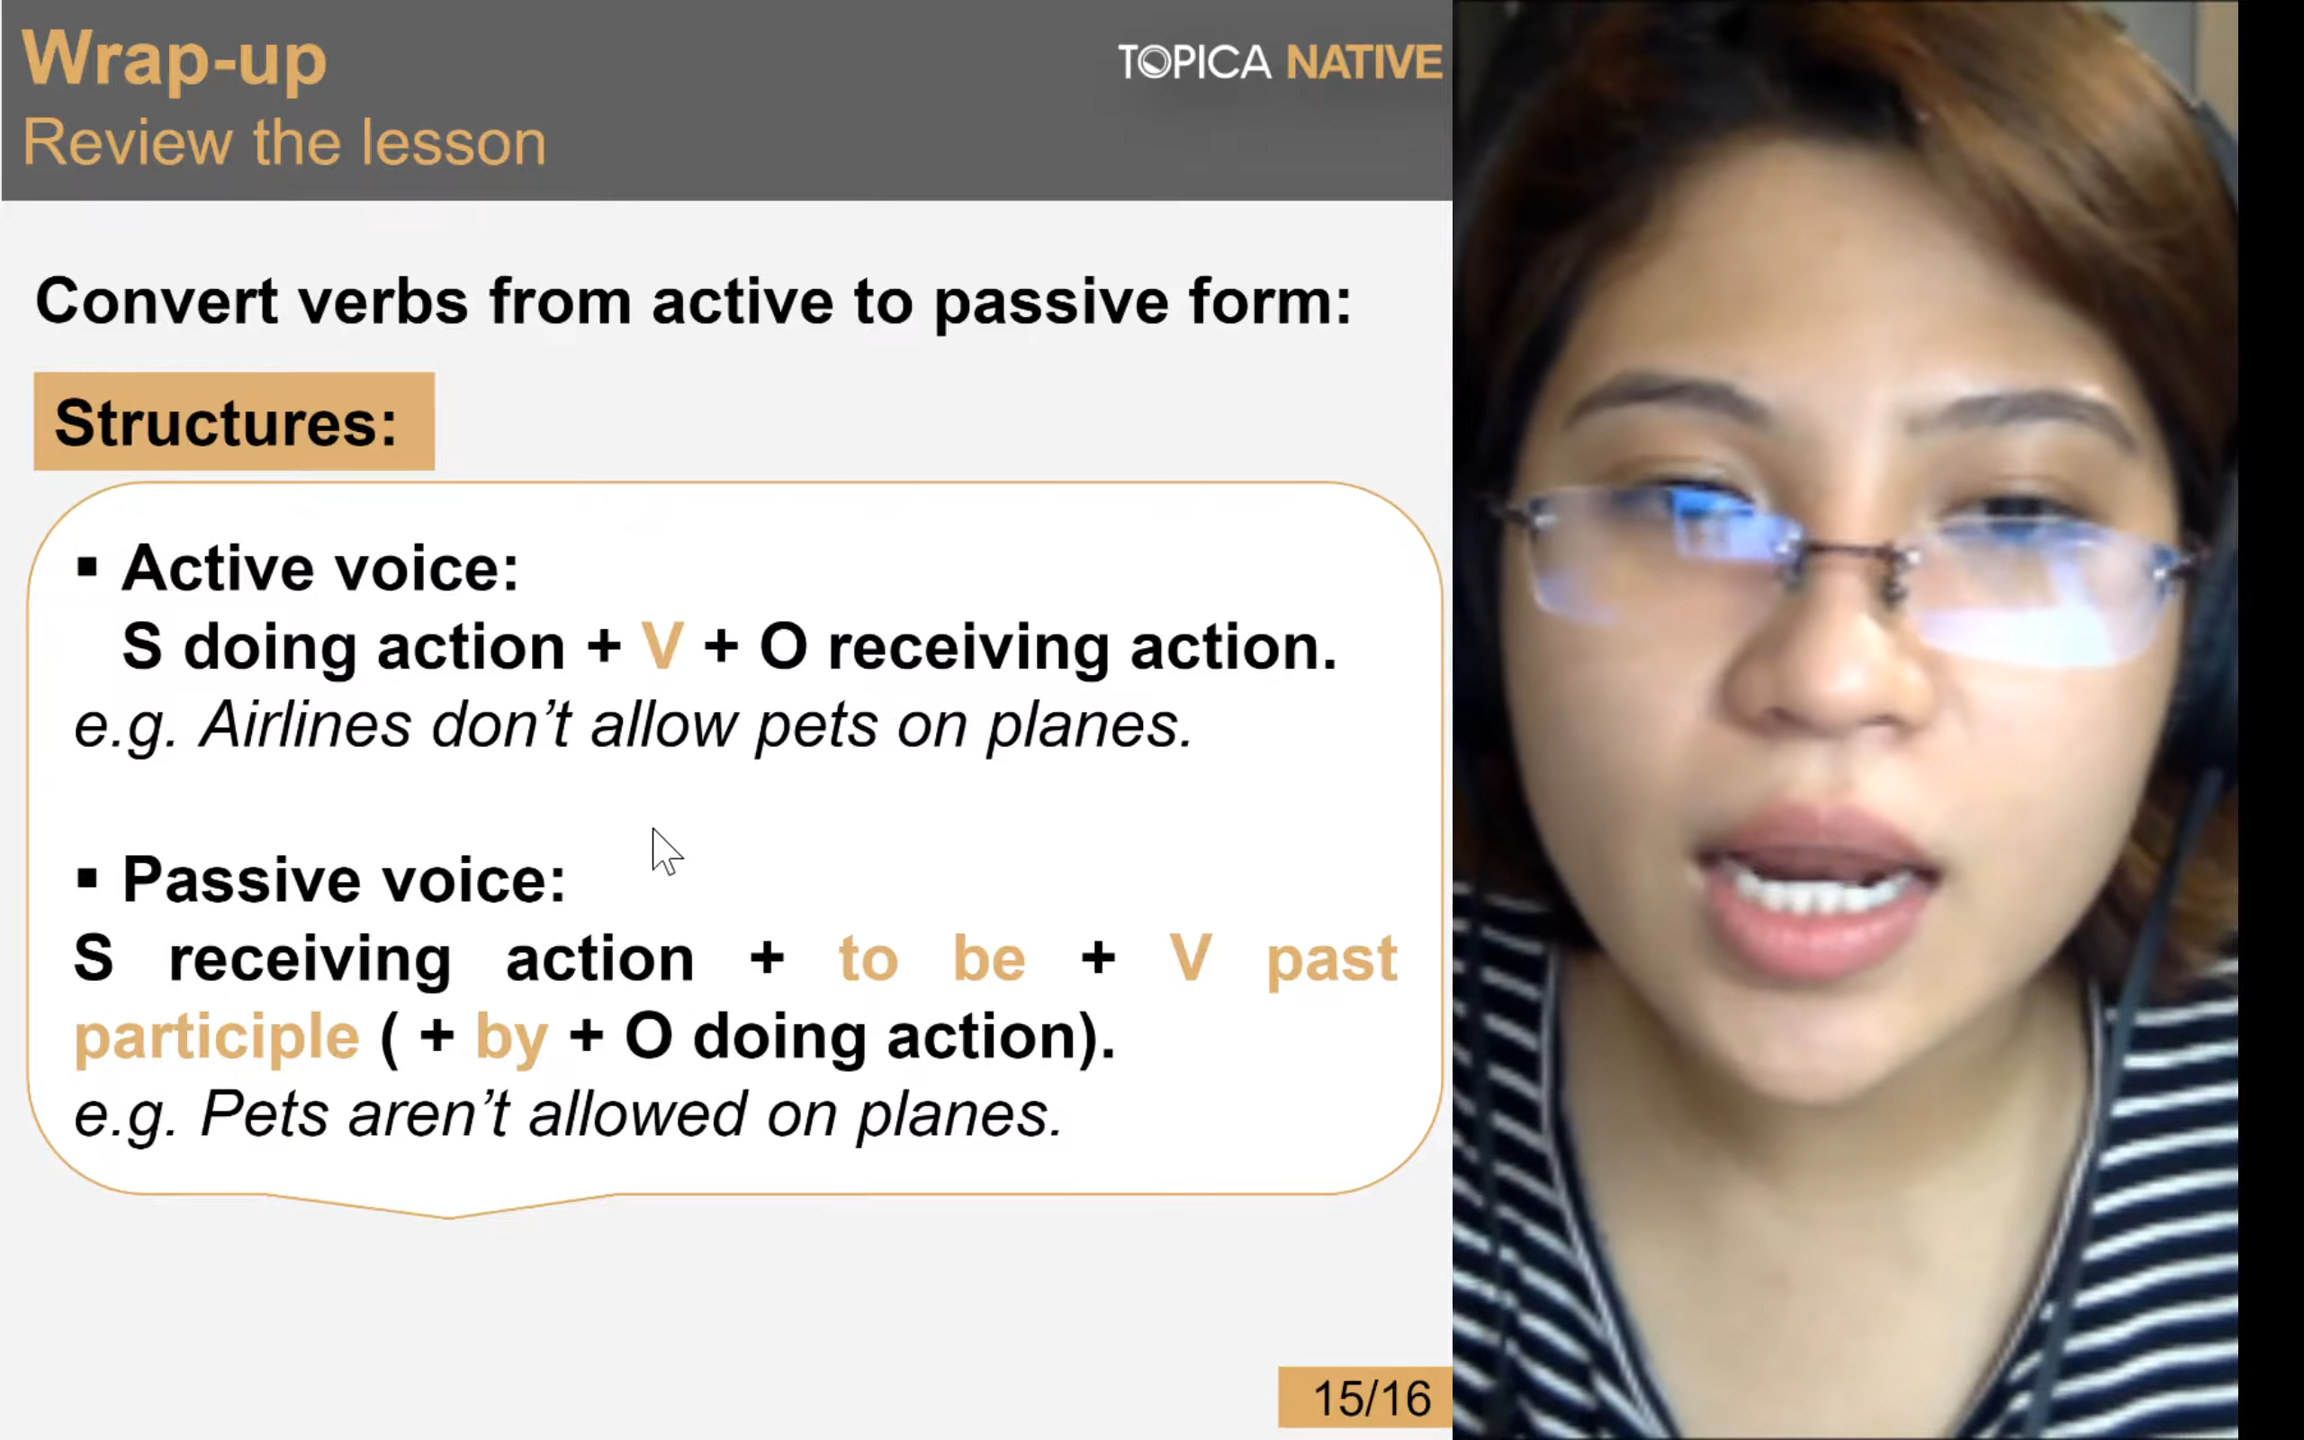 Wrap-up
TOPICA NATIVE
Review the lesson
Convert verbs from active to passive form:
Structures:
▪ Active voice:
S doing action + V + O receiving action.
e.g. Airlines don’t allow pets on planes.
▪ Passive voice:
S receiving action + to be + V past
participle ( + by + O doing action).
e.g. Pets aren’t allowed on planes.
15/16